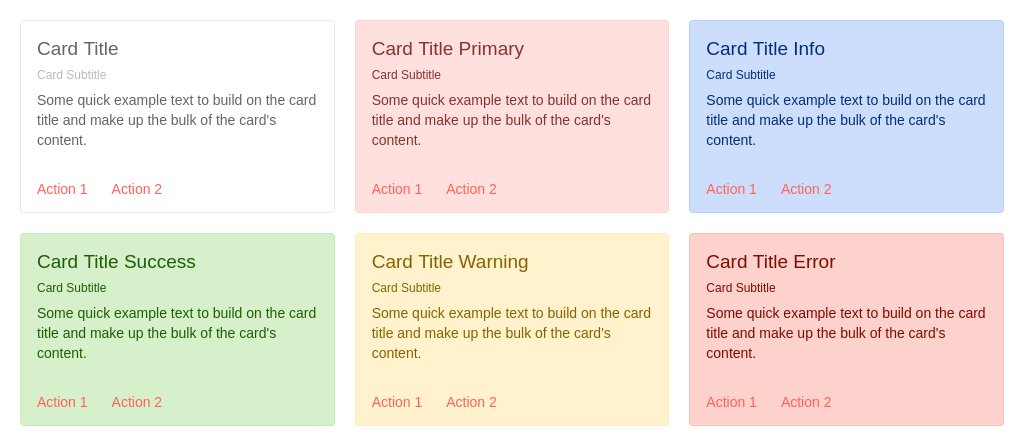 Card Title
Card Subtitle
Some quick example text to build on the card
title and make up the bulk of the card's
content.
Action 1 Action 2
Card Title Primary
Card Subtitle
Some quick example text to build on the card
title and make up the bulk of the card's
content.
Action 1 Action 2
Card Title Info
Card Subtitle
Some quick example text to build on the card
title and make up the bulk of the card's
content.
Action 1 Action 2
Card Title Success
Card Subtitle
Some quick example text to build on the card
title and make up the bulk of the card's
content.
Action 1 Action 2
Card Title Warning
Card Subtitle
Some quick example text to build on the card
title and make up the bulk of the card's
content.
Action 1 Action 2
Card Title Error
Card Subtitle
Some quick example text to build on the card
title and make up the bulk of the card's
content.
Action 1 Action 2